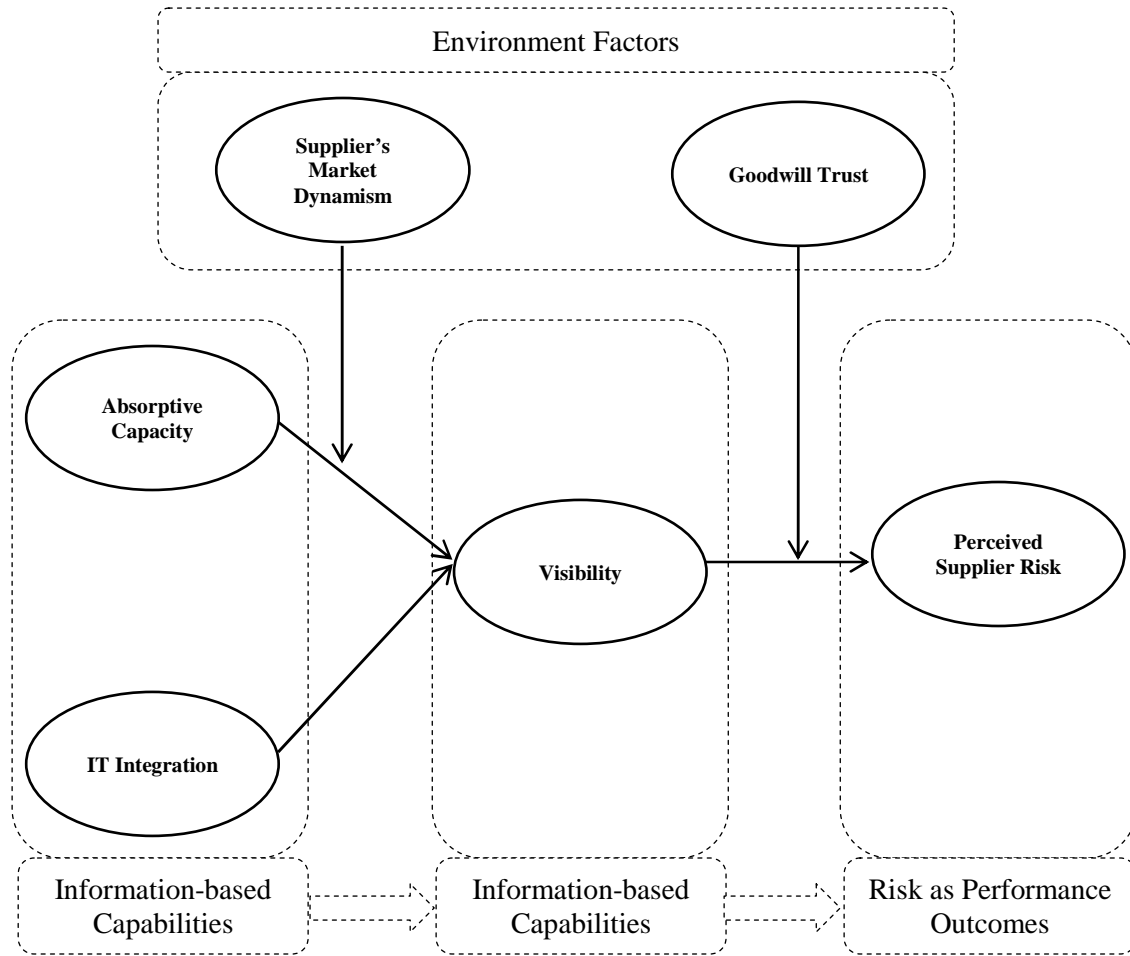 Environment Factors
Supplier’s
Market
Dynamism
Goodwill Trust
Absorptive
Capacity
Visibility
Perceived
Supplier Risk
IT Integration
Information-based
Capabilities
Information-based
Capabilities
Risk as Performance
Outcomes